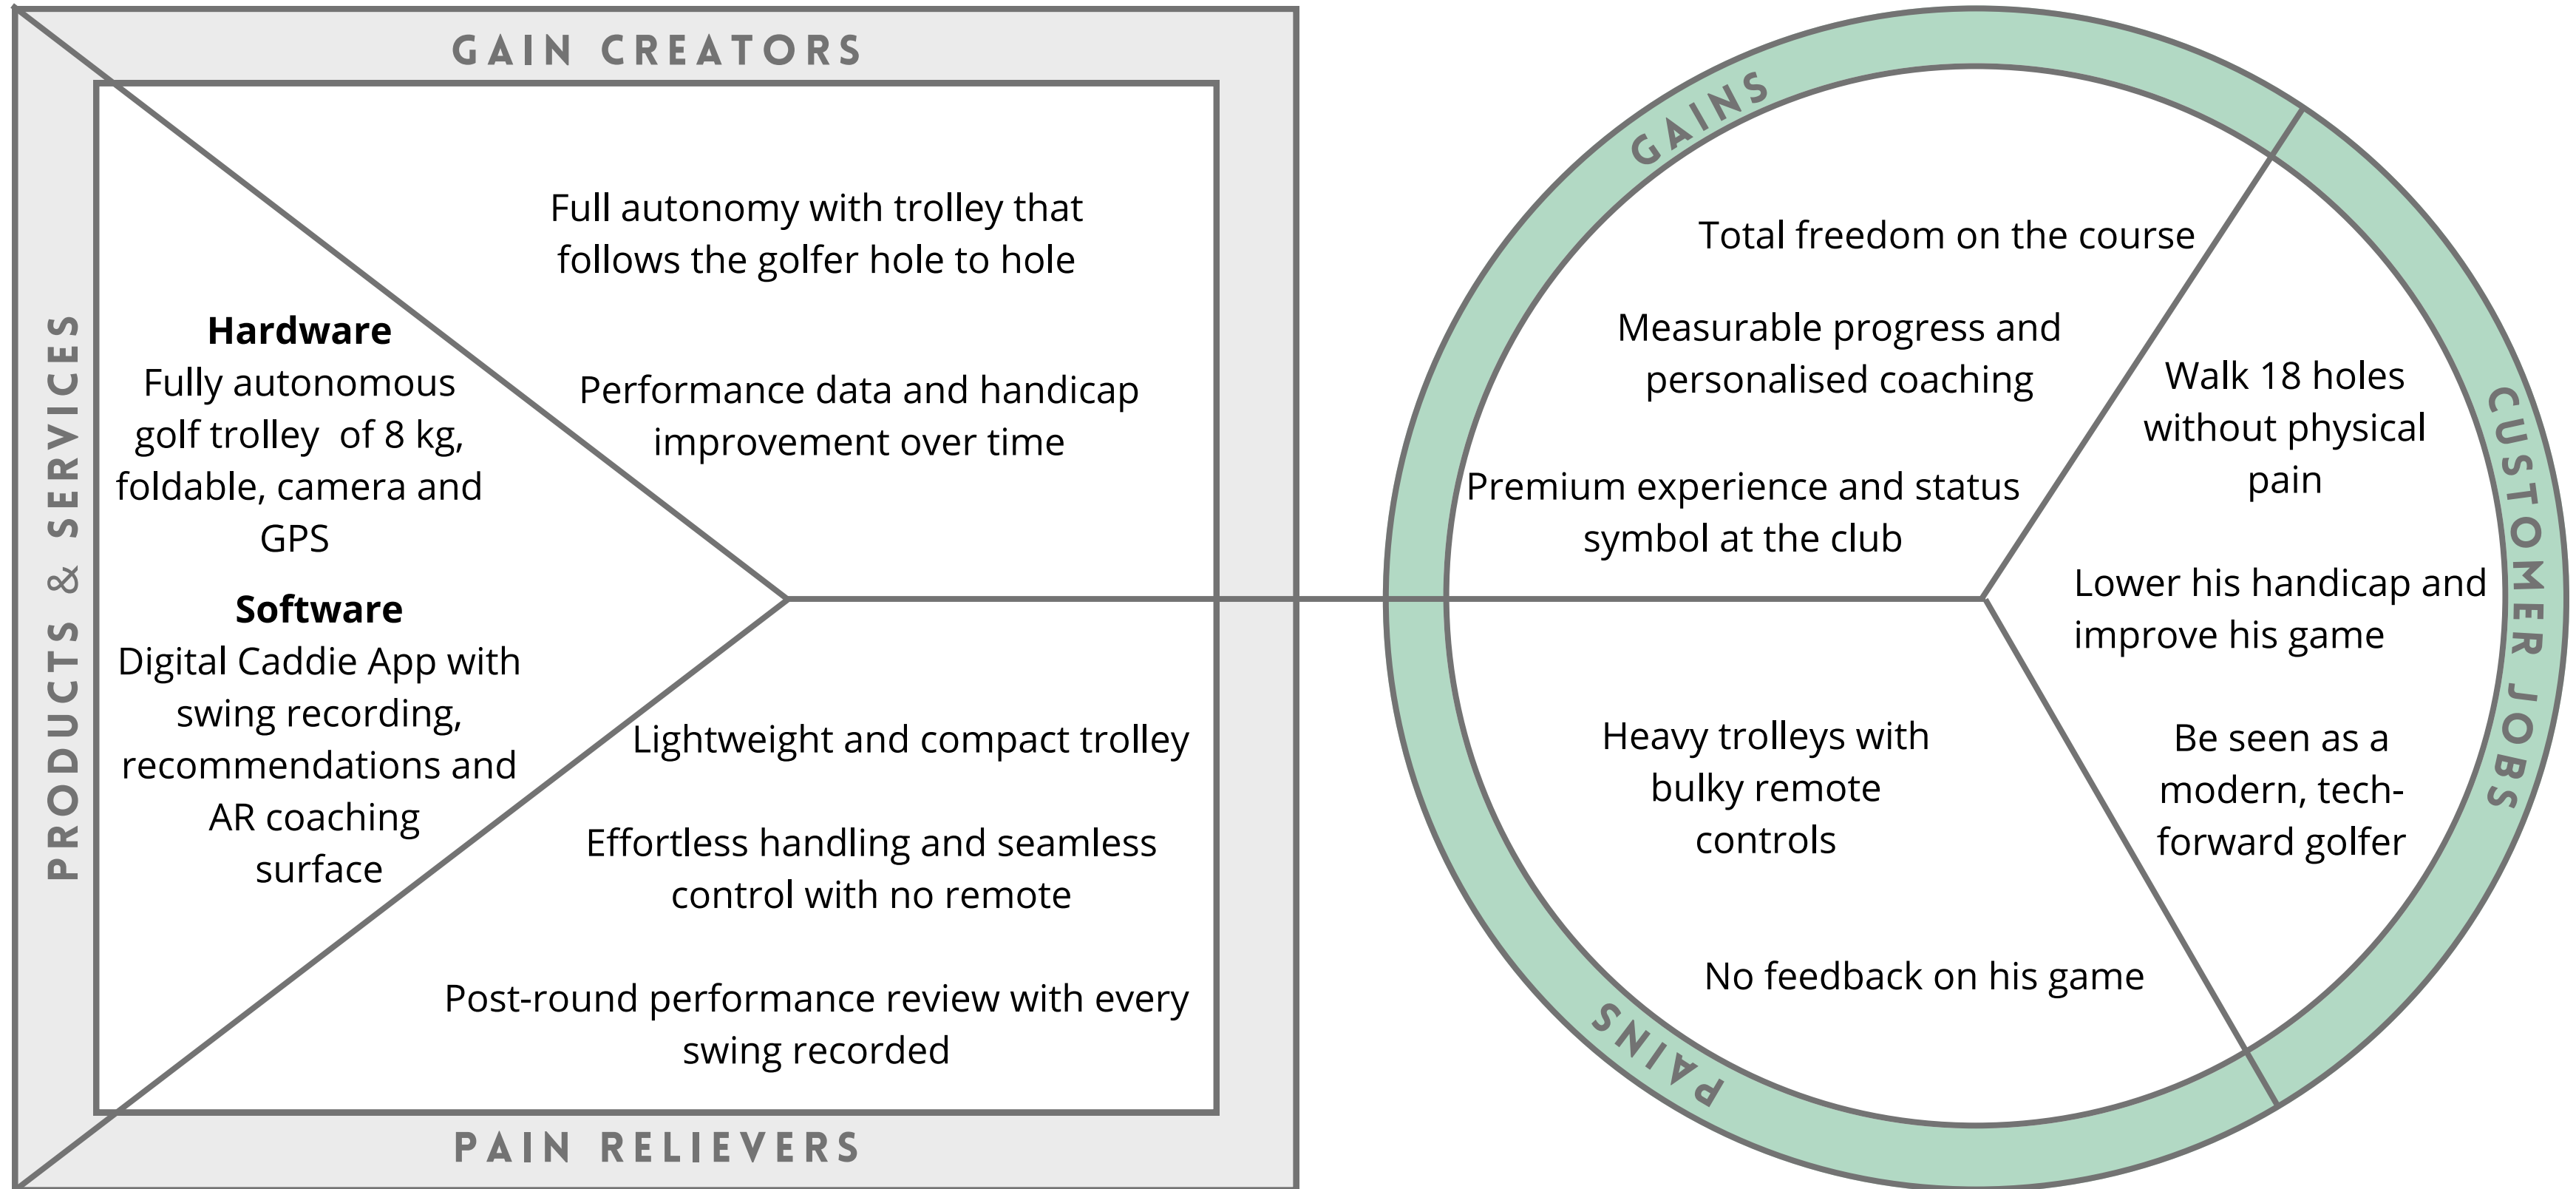 GAIN CREATORS
Full autonomy with trolley that
follows the golfer hole to hole
Performance data and handicap
improvement over time
PRODUCTS & SERVICES
Hardware
Fully autonomous
golf trolley of 8 kg,
foldable, camera and
GPS
Software
Digital Caddie App with
swing recording,
recommendations and
AR coaching
surface
Lightweight and compact trolley
Effortless handling and seamless
control with no remote
Post-round performance review with every
swing recorded
PAIN RELIEVERS
GAINS
Total freedom on the course
Measurable progress and
personalised coaching
Premium experience and status
symbol at the club
CUSTOMER JOBS
Walk 18 holes
without physical
pain
Lower his handicap and
improve his game
Be seen as a
modern, tech-
forward golfer
Heavy trolleys with
bulky remote
controls
No feedback on his game
PAINS